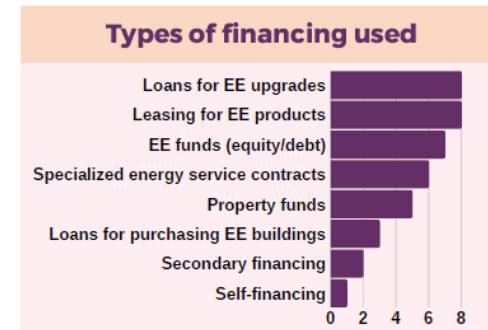 Types of financing used
Loans for EE upgrades
Leasing for EE products
EE funds (equity/debt)
Specialized energy service contracts
Property funds
Loans for purchasing EE buildings
Secondary financing
Self-financing
0 2 4 6 8